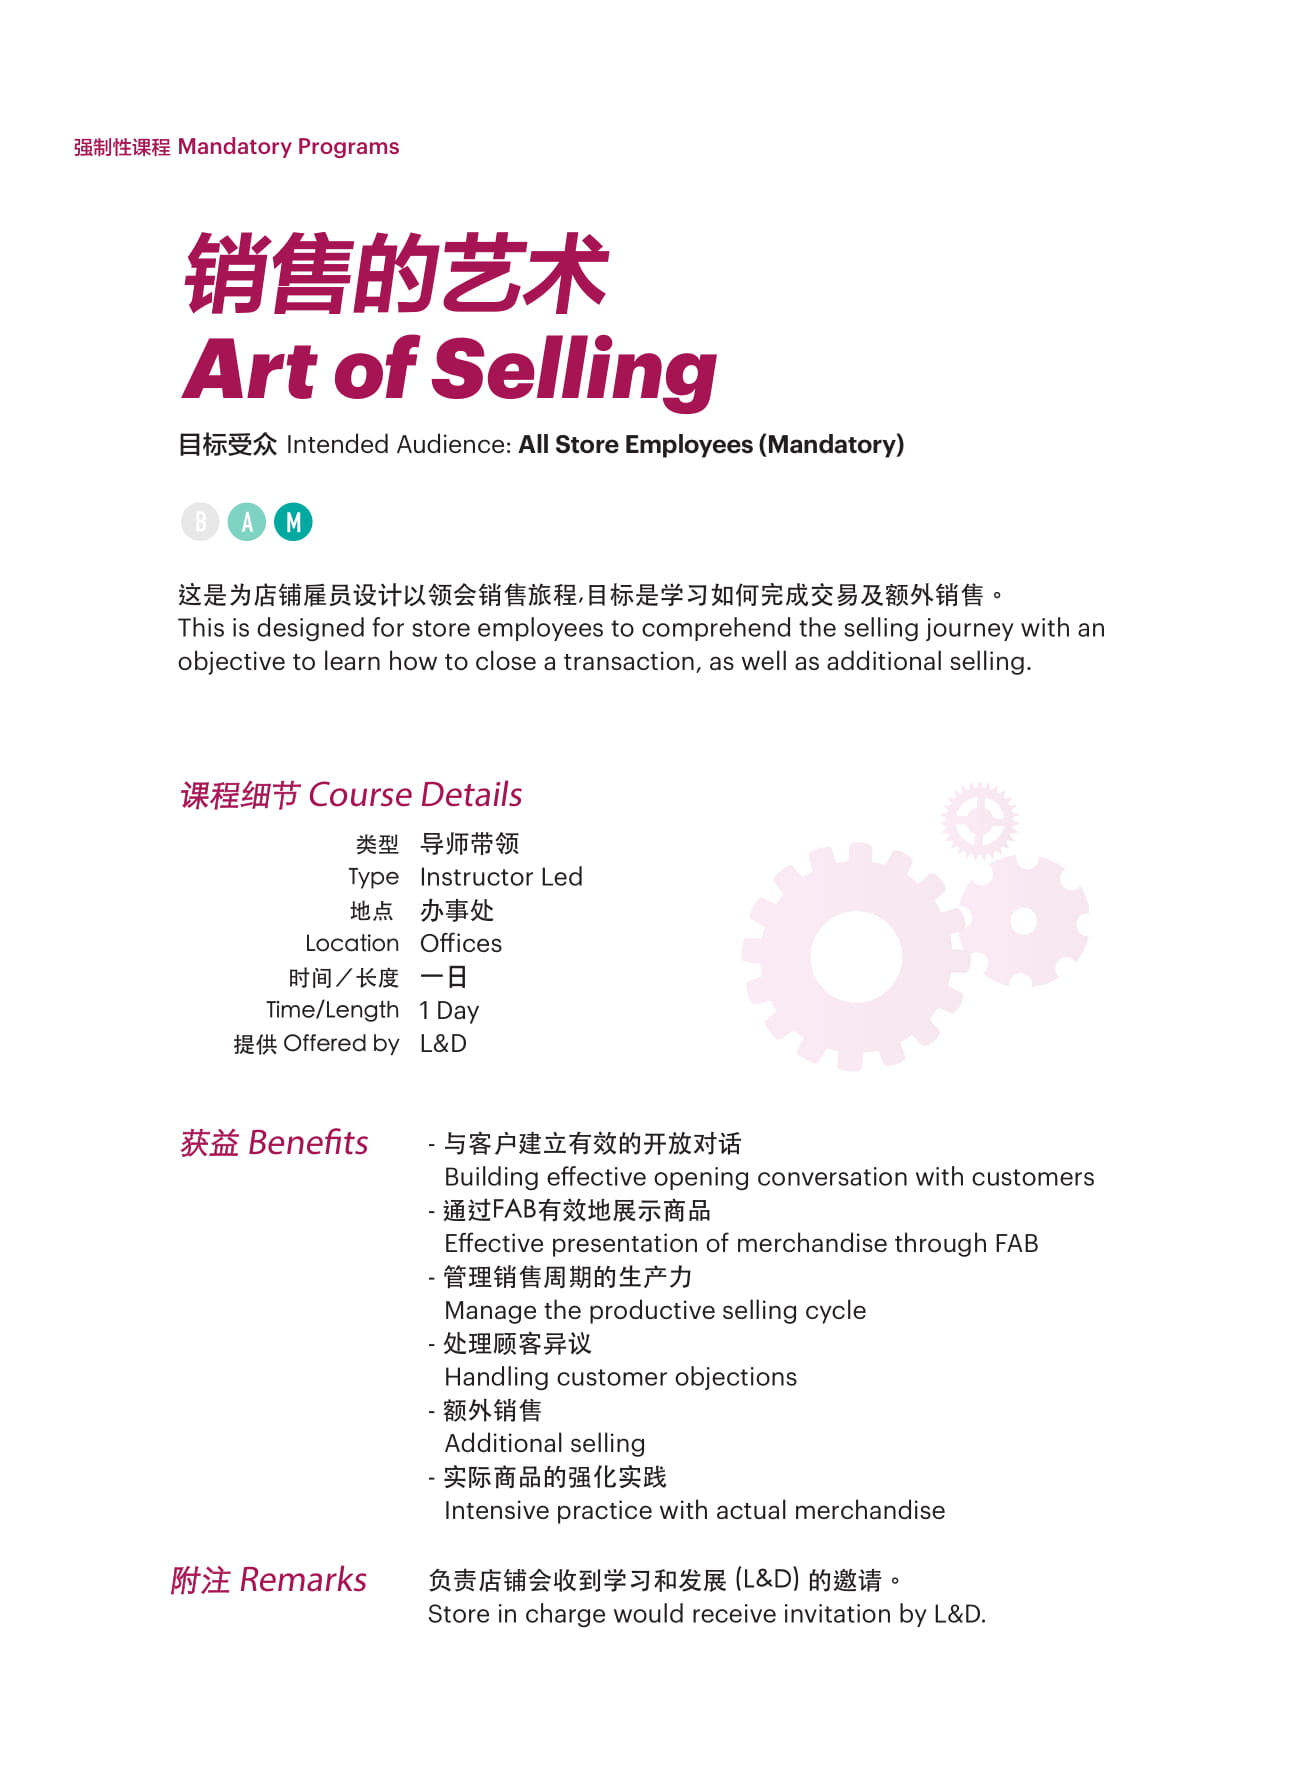 强制性课程 Mandatory Programs
销售的艺术
Art of Selling
目标受众 Intended Audience: All Store Employees (Mandatory)
B A M
这是为店铺雇员设计以领会销售旅程,目标是学习如何完成交易及额外销售。
This is designed for store employees to comprehend the selling journey with an
objective to learn how to close a transaction, as well as additional selling.
课程细节 Course Details
类型 导师带领
Type Instructor Led
地点 办事处
Location Offices
时间／长度 一日
Time/Length 1 Day
提供 Offered by L&D
获益 Benefits - 与客户建立有效的开放对话
Building effective opening conversation with customers
- 通过FAB有效地展示商品
Effective presentation of merchandise through FAB
- 管理销售周期的生产力
Manage the productive selling cycle
- 处理顾客异议
Handling customer objections
- 额外销售
Additional selling
- 实际商品的强化实践
Intensive practice with actual merchandise
附注 Remarks 负责店铺会收到学习和发展 (L&D) 的邀请。
Store in charge would receive invitation by L&D.